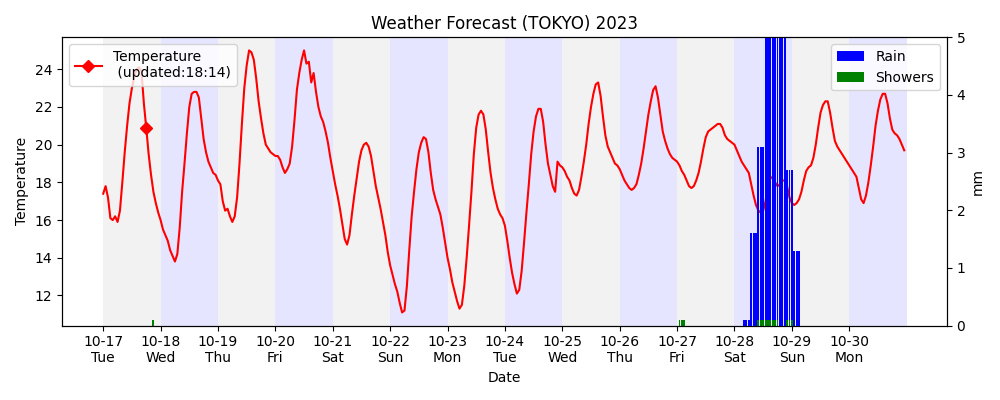 Weather Forecast (TOKYO) 2023
Temperature
(updated:18:14)
Rain
Showers
Temperature
24
22
20
18
16
14
12
5
4
3
2
1
0
mm
10-17 10-18 10-19 10-20 10-21 10-22 10-23 10-24 10-25 10-26 10-27 10-28 10-29 10-30
Tue Wed Thu Fri Sat Sun Mon Tue Wed Thu Fri Sat Sun Mon
Date